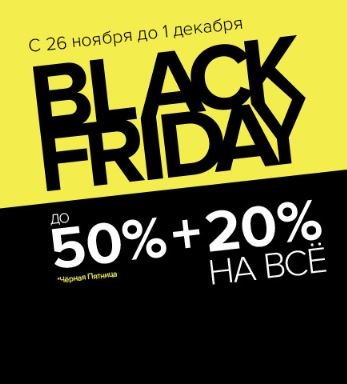 С 26 ноября до 1 декабря
BLACK
FRIDAY
ДО
50% + 20%
НА ВСЁ
*Чёрная Пятница